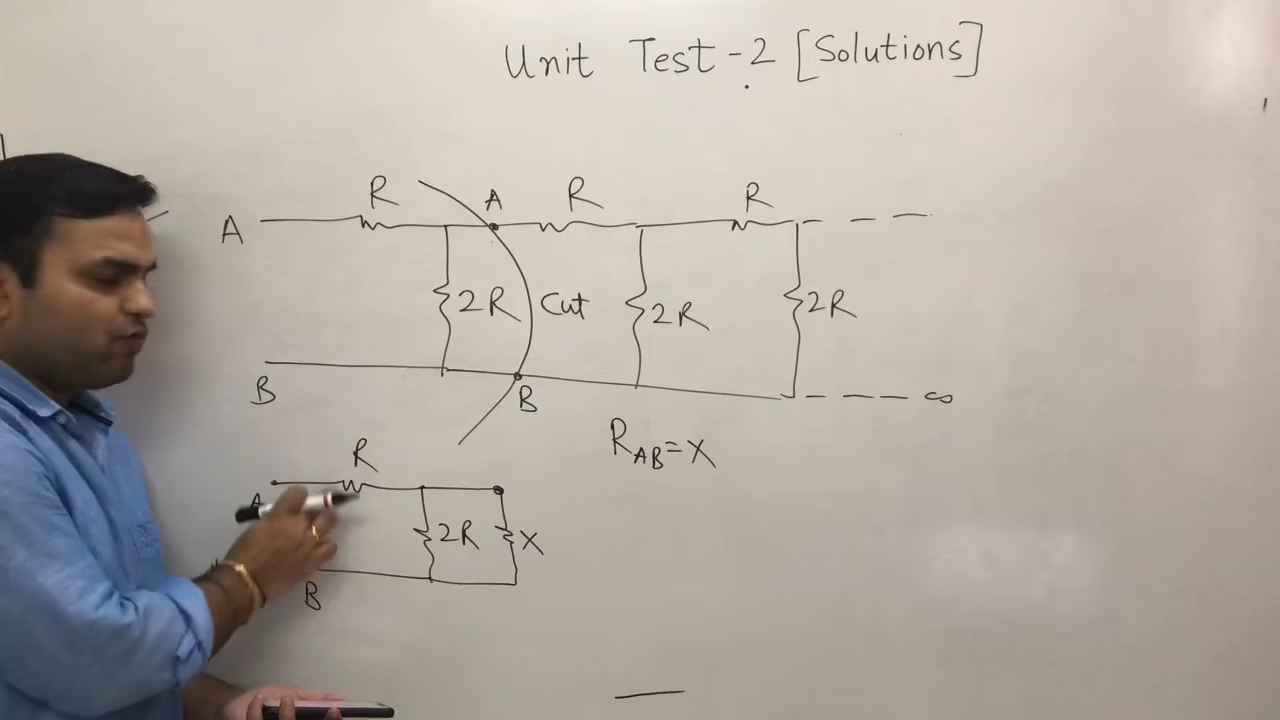 Unit Test-2 [Solutions]
R A R R
A
2R Cut 2R 2R
B B ∞
R_AB = X
R
A
2R X
B